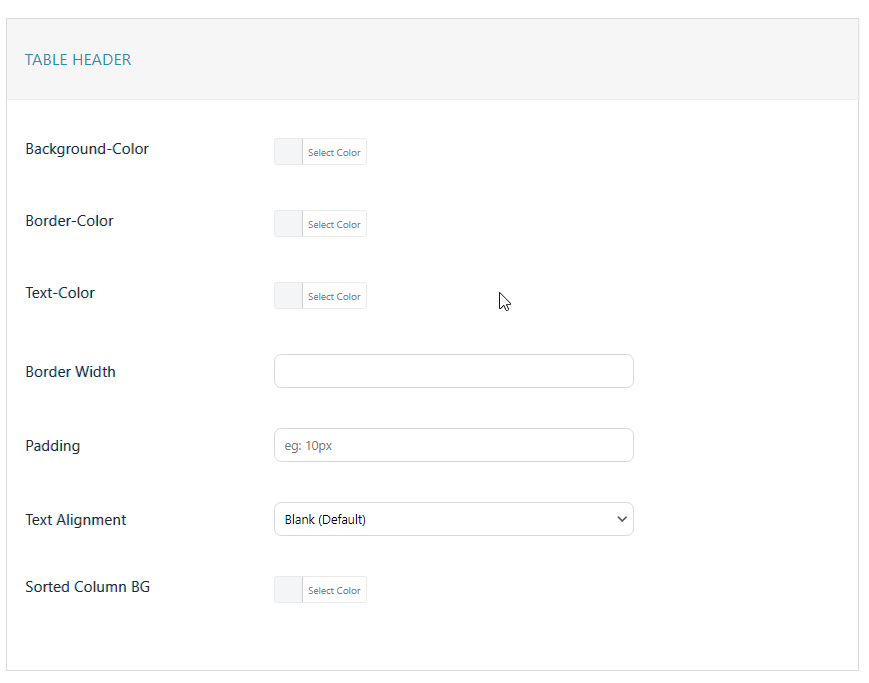 TABLE HEADER
Background-Color
Select Color
Border-Color
Select Color
Text-Color
Select Color
Border Width
Padding
eg: 10px
Text Alignment
Blank (Default)
Sorted Column BG
Select Color